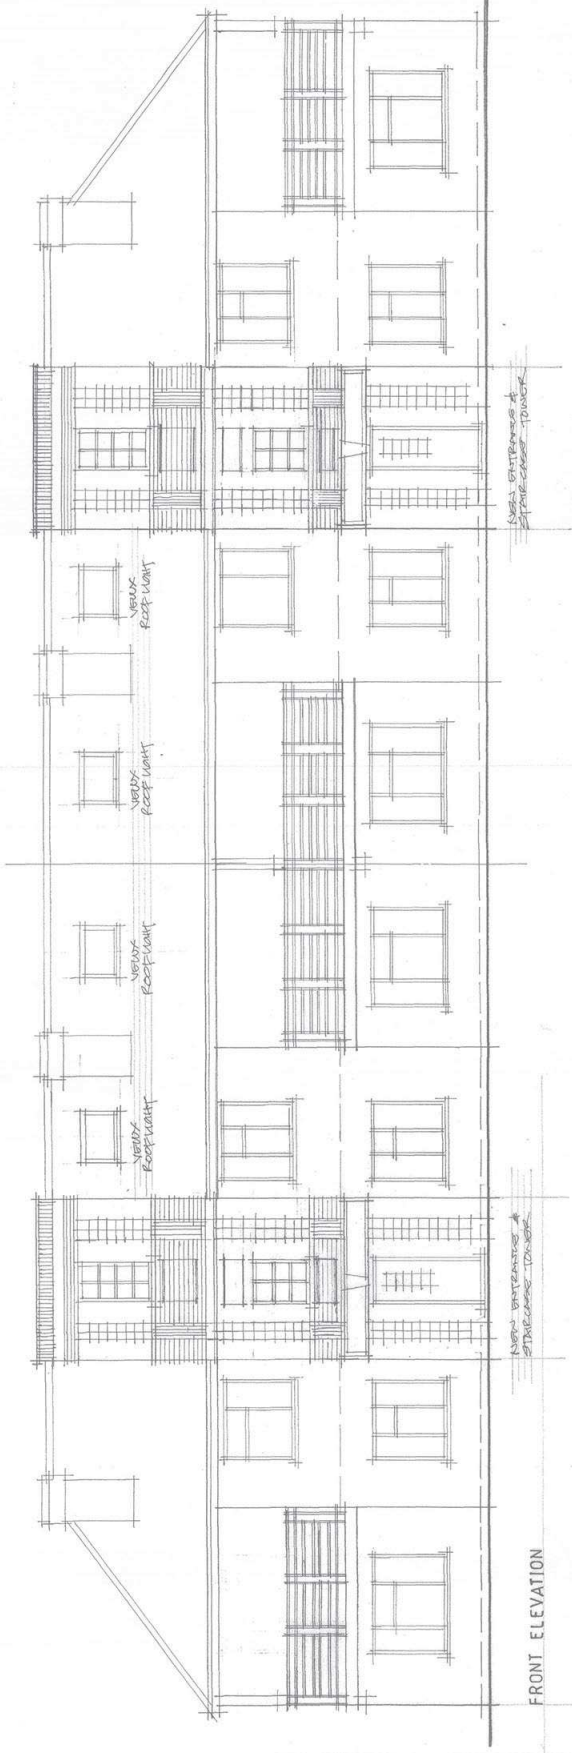 VELUX
ROOFLIGHT
VELUX
ROOFLIGHT
VELUX
ROOFLIGHT
VELUX
ROOFLIGHT
NEW ENTRANCE &
STAIRCASE TOWER
NEW ENTRANCE &
STAIRCASE TOWER
FRONT ELEVATION